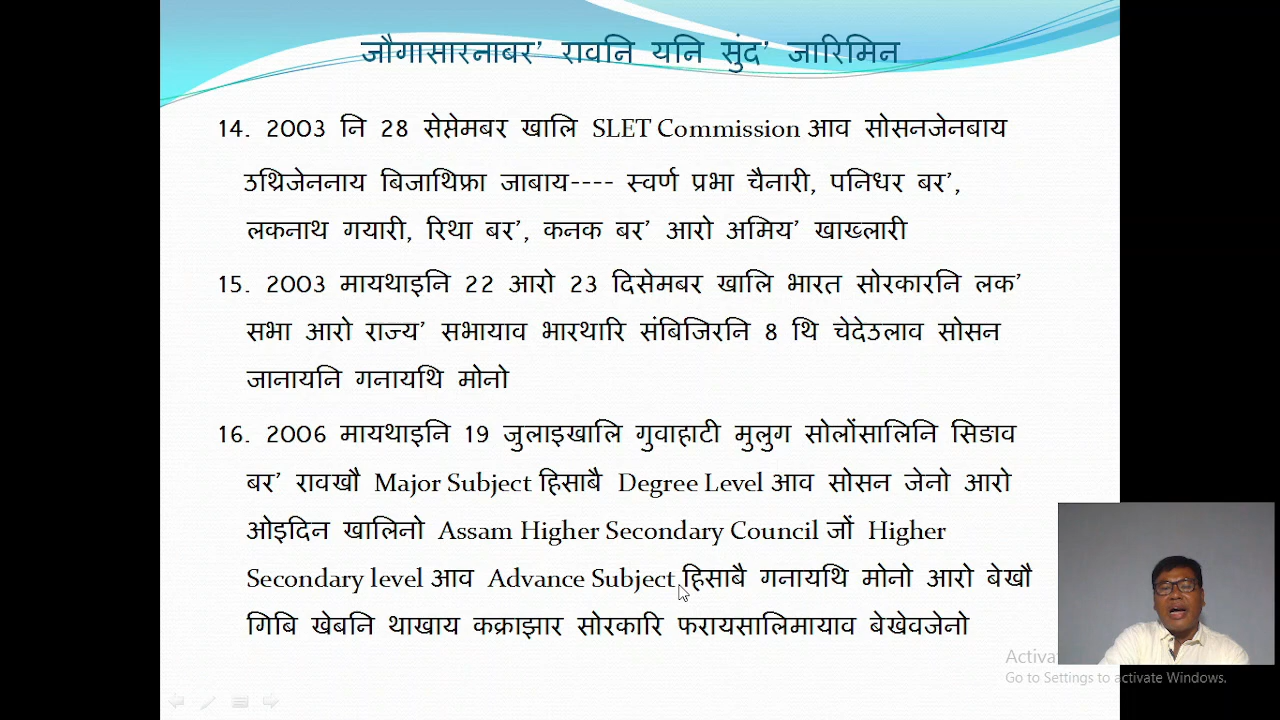 जौगासारनाबर’ रावनि यनि सुंद’ जारिमिन
14. 2003 नि 28 सेप्तेमबर खालि SLET Commission आव सोसनजेनबाय
उथ्रिजेननाय बिजाथिफ्रा जाबाय---- स्वर्ण प्रभा चैनारी, पनिधर बर’,
लकनाथ गयारी, रिथा बर’, कनक बर’ आरो अमिय’ खाख्लारी
15. 2003 मायथाइनि 22 आरो 23 दिसेमबर खालि भारत सोरकारनि लक’
सभा आरो राज्य’ सभायाव भारथारि संबिजिरनि 8 थि चेदेउलाव सोसन
जानायनि गनायथि मोनो
16. 2006 मायथाइनि 19 जुलाइखालि गुवाहाटी मुलुग सोलोंसालिनि सिङाव
बर’ रावखौ Major Subject हिसाबै Degree Level आव सोसन जेनो आरो
ओइदिन खालिनो Assam Higher Secondary Council जों Higher
Secondary level आव Advance Subject हिसाबै गनायथि मोनो आरो बेखौ
गिबि खेबनि थाखाय कक्राझार सोरकारि फरायसालिमायाव बेखेवजेनो
Activa
Go to Settings to activate Windows.